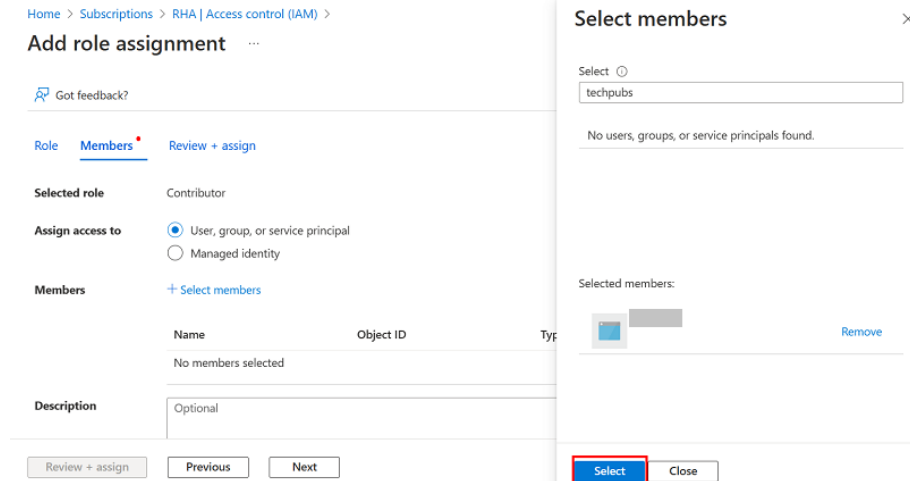 Home > Subscriptions > RHA | Access control (IAM) >
Add role assignment ...
Got feedback?
Role Members Review + assign
Selected role Contributor
Assign access to User, group, or service principal
Managed identity
Members + Select members
Name Object ID Typ
No members selected
Description Optional
Review + assign Previous Next
Select members
Select
techpubs
No users, groups, or service principals found.
Selected members:
Remove
Select Close